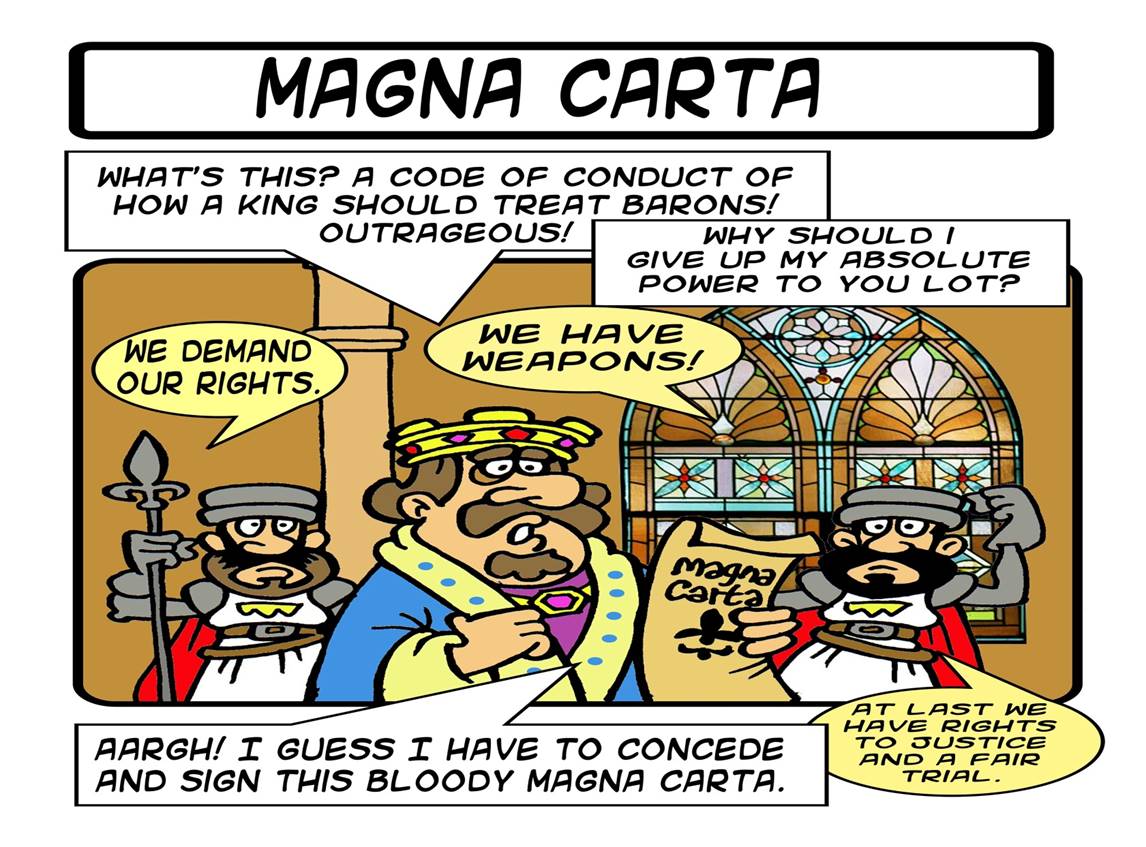 MAGNA CARTA
WHAT'S THIS? A CODE OF CONDUCT OF
HOW A KING SHOULD TREAT BARONS!
OUTRAGEOUS!
WHY SHOULD I
GIVE UP MY ABSOLUTE
POWER TO YOU LOT?
WE DEMAND
OUR RIGHTS.
WE HAVE
WEAPONS!
Magna
Carta
AARGH! I GUESS I HAVE TO CONCEDE
AND SIGN THIS BLOODY MAGNA CARTA.
AT LAST WE
HAVE RIGHTS
TO JUSTICE
AND A FAIR
TRIAL.